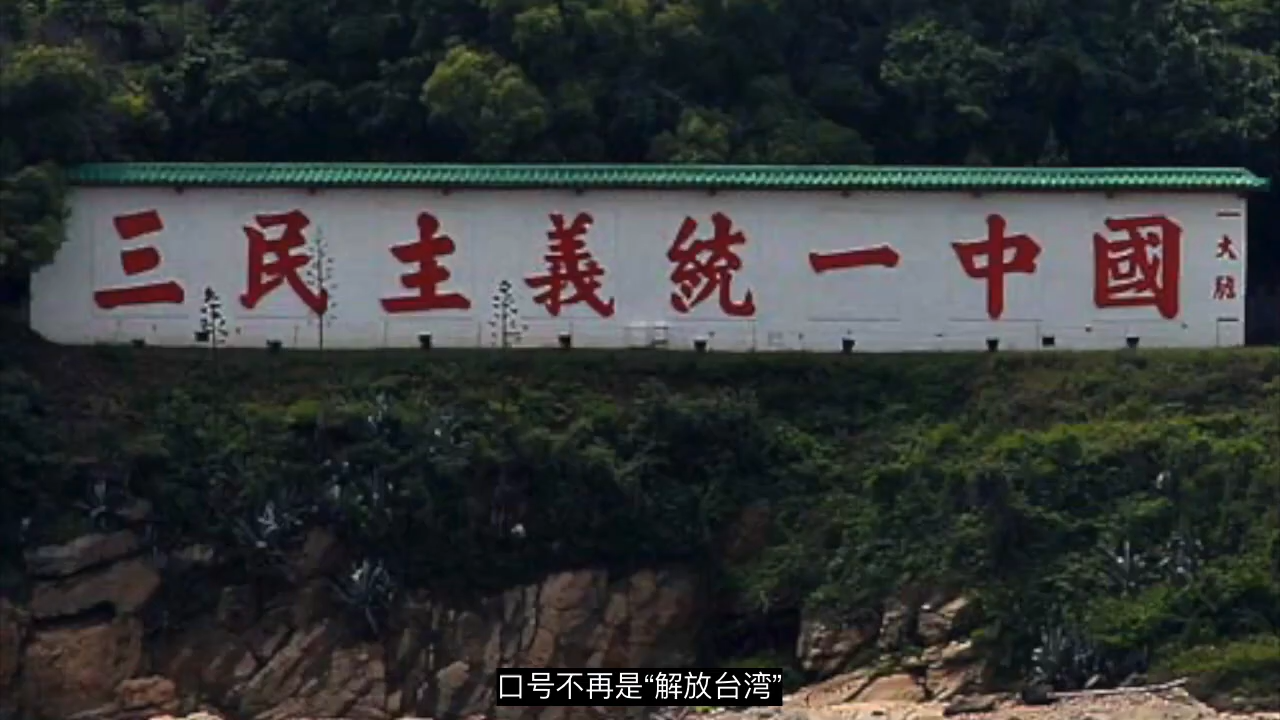 三民主義統一中國
大膽
口号不再是“解放台湾”